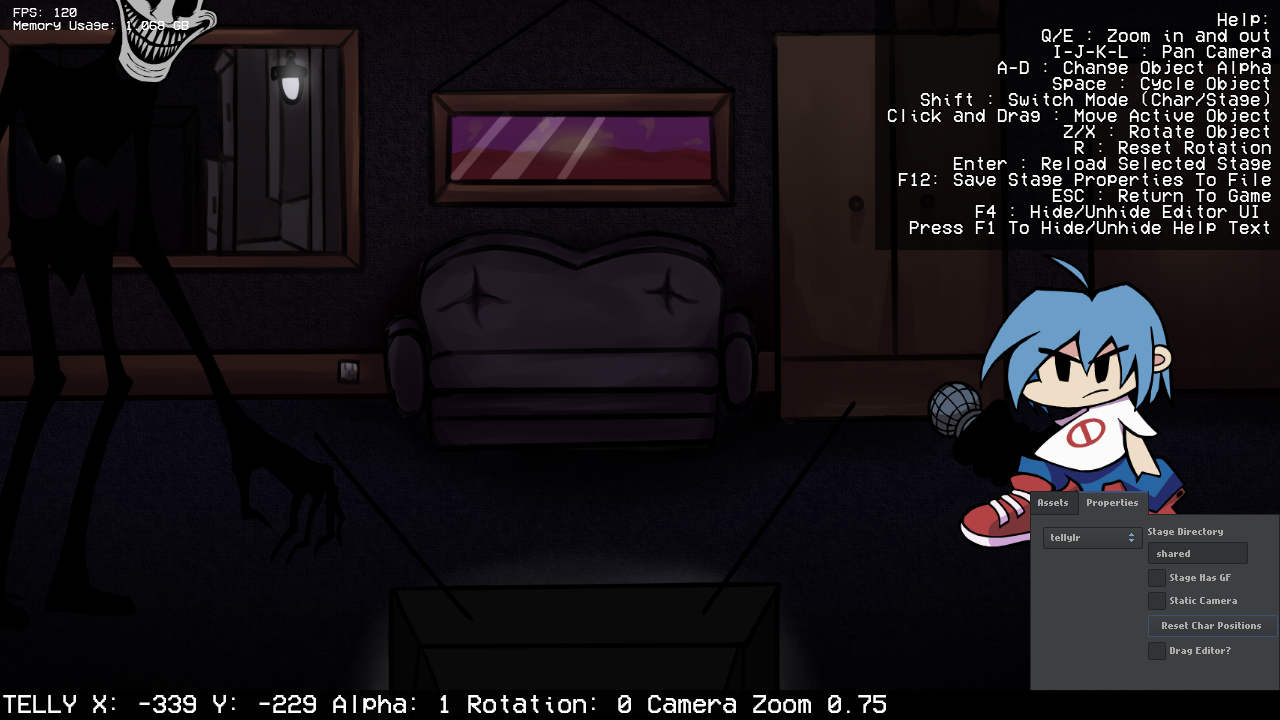 FPS: 120
Memory Usage: 1.068 GB
Help:
Q/E : Zoom in and out
I-J-K-L : Pan Camera
A-D : Change Object Alpha
Space : Cycle Object
Shift : Switch Mode (Char/Stage)
Click and Drag : Move Active Object
Z/X : Rotate Object
R : Reset Rotation
Enter : Reload Selected Stage
F12: Save Stage Properties To File
ESC : Return To Game
F4 : Hide/Unhide Editor UI
Press F1 To Hide/Unhide Help Text
Assets Properties
tellylr
Stage Directory
shared
Stage Has GF
Static Camera
Reset Char Positions
Drag Editor?
TELLY X: -339 Y: -229 Alpha: 1 Rotation: 0 Camera Zoom 0.75